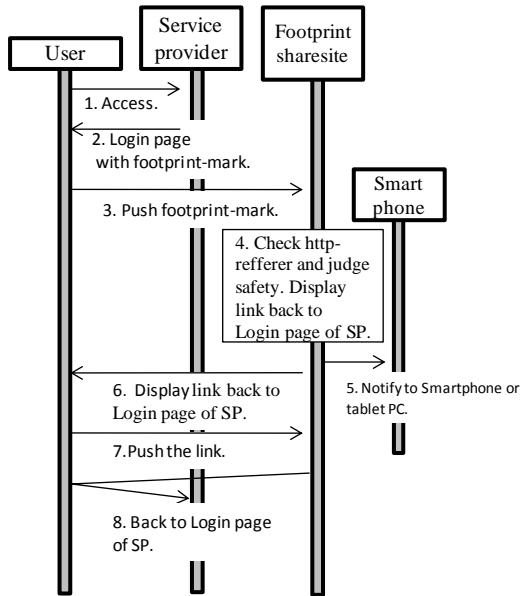 User
Service
provider
Footprint
sharesite
1. Access.
2. Login page
with footprint-mark.
3. Push footprint-mark.
Smart
phone
4. Check http-
refferer and judge
safety. Display
link back to
Login page of SP.
5. Notify to Smartphone or
tablet PC.
6. Display link back to
Login page of SP.
7.Push the link.
8. Back to Login page
of SP.